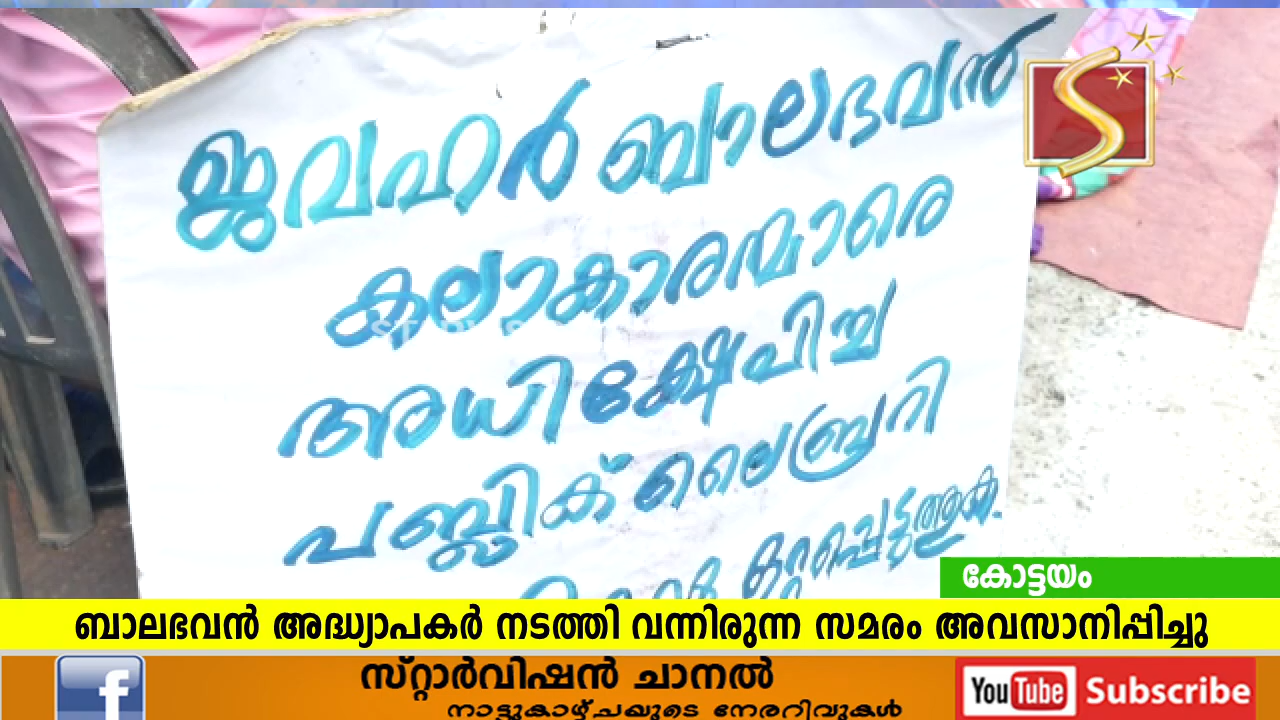 ജവഹർ ബാലഭവൻ
കലാകാരന്മാരെ
അധിക്ഷേപിച്ച
പബ്ലിക് ലൈബ്രറി
കോട്ടയം
ബാലഭവൻ അദ്ധ്യാപകർ നടത്തി വന്നിരുന്ന സമരം അവസാനിപ്പിച്ചു
സ്റ്റാർവിഷൻ ചാനൽ
നാട്ടുകാഴ്ചയുടെ നേരറിവുകൾ
f
YouTube Subscribe
S